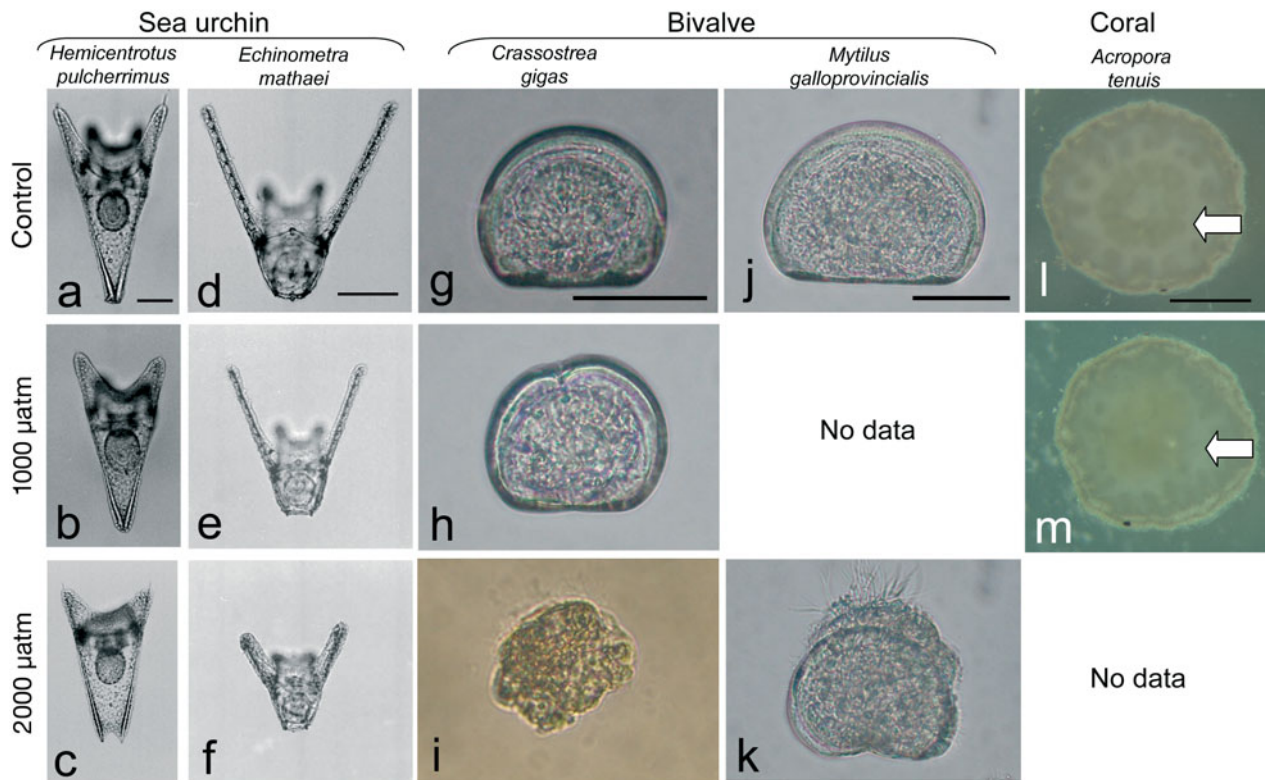 Sea urchin
Bivalve
Coral
Hemicentrotus
pulcherrimus
Echinometra
mathaei
Crassostrea
gigas
Mytilus
galloprovincialis
Acropora
tenuis
Control
a
d
g
j
l
1000 µatm
b
e
h
No data
m
2000 µatm
c
f
i
k
No data